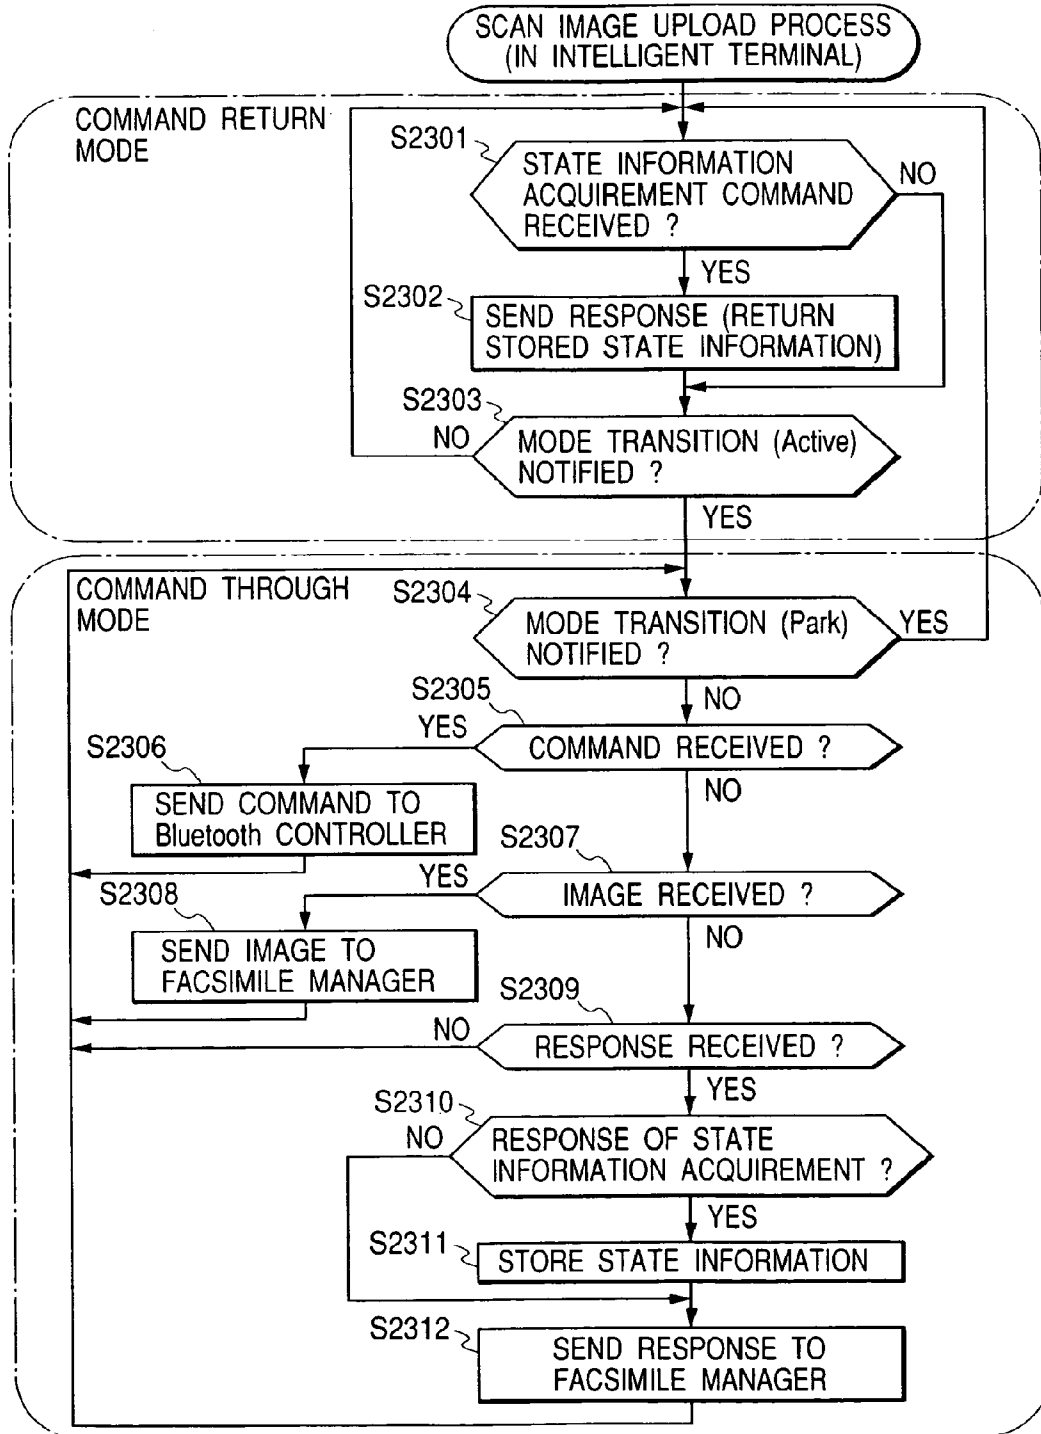 SCAN IMAGE UPLOAD PROCESS
(IN INTELLIGENT TERMINAL)
COMMAND RETURN
MODE
S2301
STATE INFORMATION
ACQUIREMENT COMMAND
RECEIVED ?
NO
YES
S2302
SEND RESPONSE (RETURN
STORED STATE INFORMATION)
S2303
NO
MODE TRANSITION (Active)
NOTIFIED ?
YES
COMMAND THROUGH
MODE
S2304
MODE TRANSITION (Park)
NOTIFIED ?
YES
NO
S2305
YES
COMMAND RECEIVED ?
NO
S2306
SEND COMMAND TO
Bluetooth CONTROLLER
S2307
YES
IMAGE RECEIVED ?
NO
S2308
SEND IMAGE TO
FACSIMILE MANAGER
S2309
NO
RESPONSE RECEIVED ?
YES
S2310
NO
RESPONSE OF STATE
INFORMATION ACQUIREMENT ?
YES
S2311
STORE STATE INFORMATION
S2312
SEND RESPONSE TO
FACSIMILE MANAGER